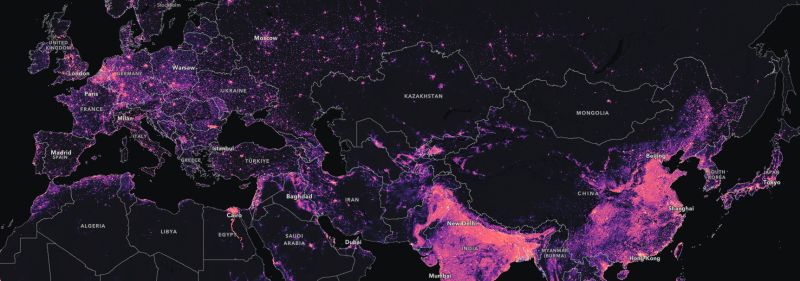 Stockholm
Moscow
UNITED
KINGDOM
London
GERMANY
Warsaw
Paris
UKRAINE
FRANCE
KAZAKHSTAN
MONGOLIA
Milan
ITALY
Madrid
SPAIN
Istanbul
GREECE
TÜRKIYE
Beijing
SOUTH
KOREA
JAPAN
Tokyo
Baghdad
IRAN
CHINA
Shanghai
ALGERIA
LIBYA
Cairo
EGYPT
New Delhi
SAUDI
ARABIA
Dubai
INDIA
MYANMAR
(BURMA)
Hong Kong
Mumbai